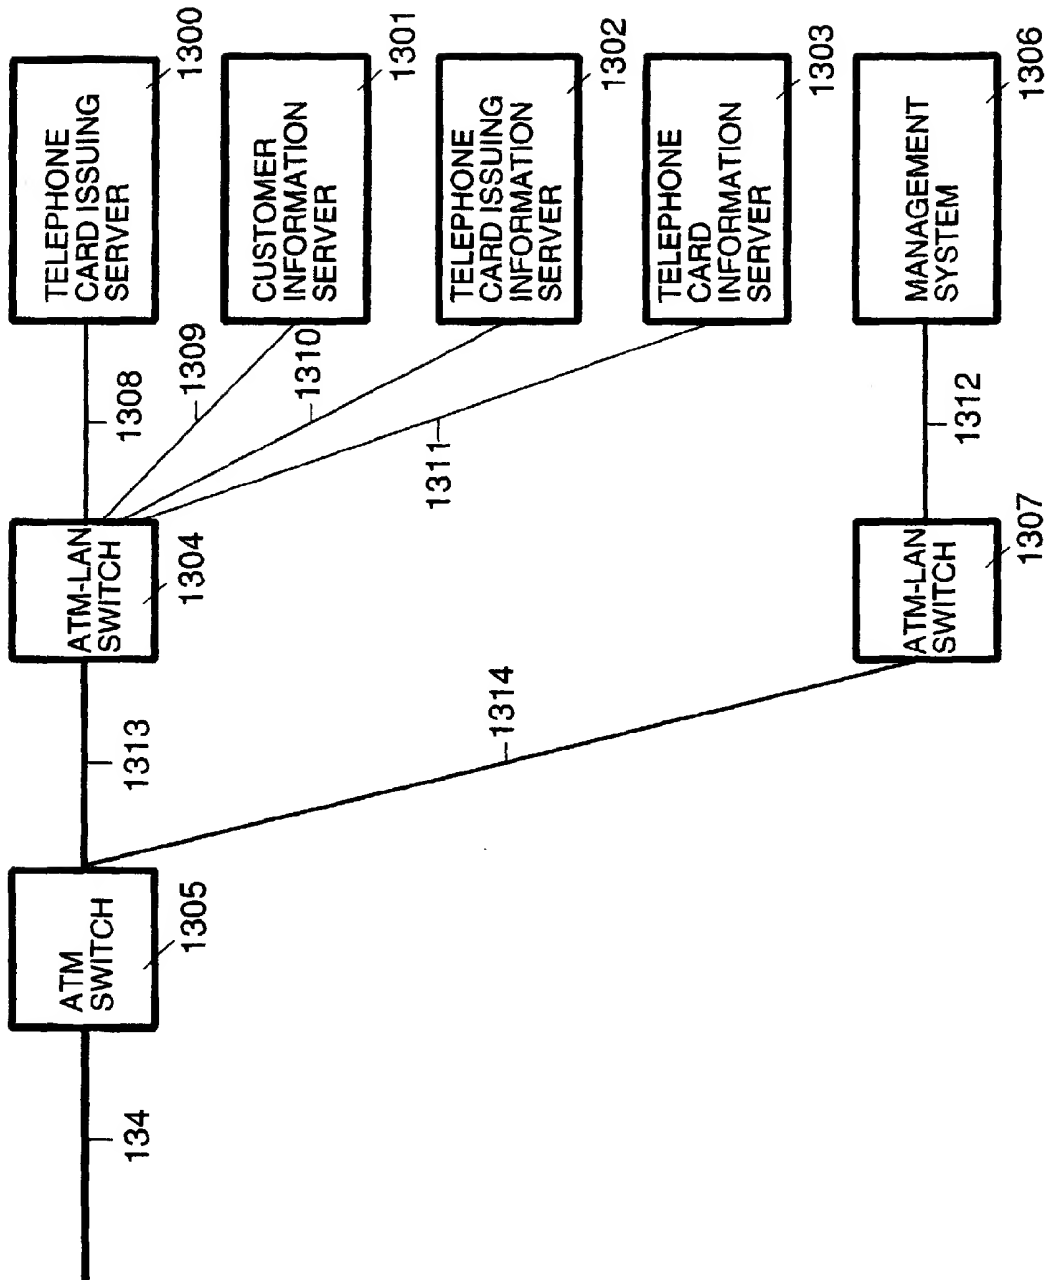 TELEPHONE
CARD ISSUING
SERVER
1300
CUSTOMER
INFORMATION
SERVER
1301
TELEPHONE
CARD ISSUING
INFORMATION
SERVER
1302
TELEPHONE
CARD
INFORMATION
SERVER
1303
MANAGEMENT
SYSTEM
1306
1308
1309
1310
1311
1312
ATM-LAN
SWITCH
1304
ATM-LAN
SWITCH
1307
1313
1314
ATM
SWITCH
1305
134